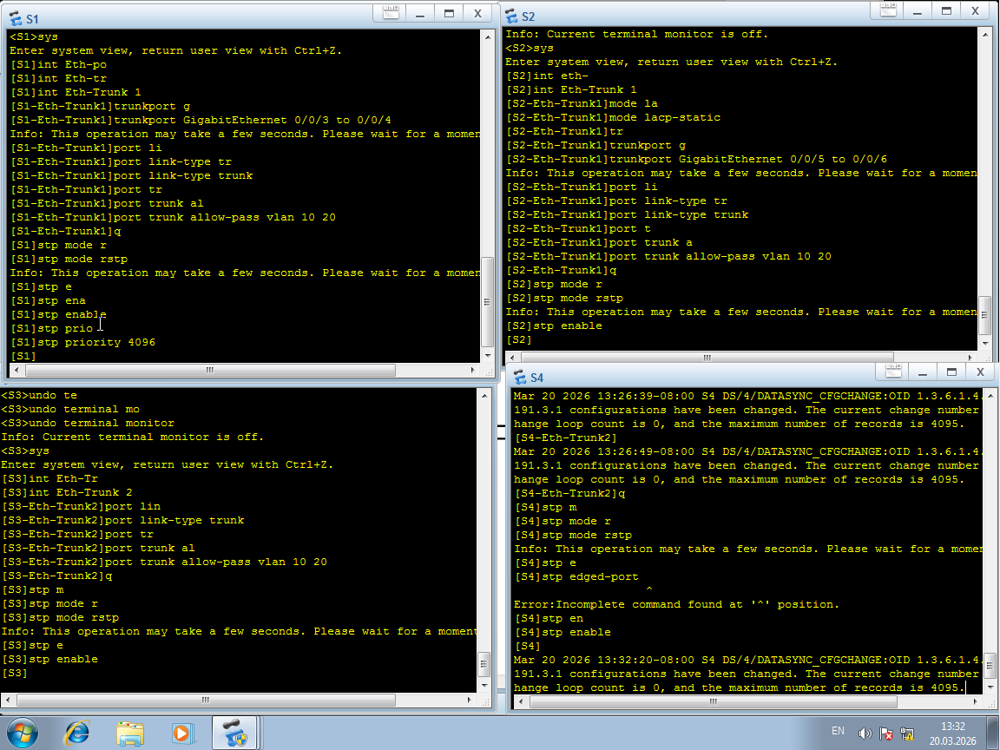 S1
<S1>sys
Enter system view, return user view with Ctrl+Z.
[S1]int Eth-po
[S1]int Eth-tr
[S1]int Eth-Trunk 1
[S1-Eth-Trunk1]trunkport g
[S1-Eth-Trunk1]trunkport GigabitEthernet 0/0/3 to 0/0/4
Info: This operation may take a few seconds. Please wait for a momen
[S1-Eth-Trunk1]port li
[S1-Eth-Trunk1]port link-type tr
[S1-Eth-Trunk1]port link-type trunk
[S1-Eth-Trunk1]port tr
[S1-Eth-Trunk1]port trunk al
[S1-Eth-Trunk1]port trunk allow-pass vlan 10 20
[S1-Eth-Trunk1]q
[S1]stp mode r
[S1]stp mode rstp
Info: This operation may take a few seconds. Please wait for a momen
[S1]stp e
[S1]stp ena
[S1]stp enable
[S1]stp prio
[S1]stp priority 4096
[S1]
S2
Info: Current terminal monitor is off.
<S2>sys
Enter system view, return user view with Ctrl+Z.
[S2]int eth-
[S2]int Eth-Trunk 1
[S2-Eth-Trunk1]mode la
[S2-Eth-Trunk1]mode lacp-static
[S2-Eth-Trunk1]tr
[S2-Eth-Trunk1]trunkport g
[S2-Eth-Trunk1]trunkport GigabitEthernet 0/0/5 to 0/0/6
Info: This operation may take a few seconds. Please wait for a momen
[S2-Eth-Trunk1]port li
[S2-Eth-Trunk1]port link-type tr
[S2-Eth-Trunk1]port link-type trunk
[S2-Eth-Trunk1]port t
[S2-Eth-Trunk1]port trunk a
[S2-Eth-Trunk1]port trunk allow-pass vlan 10 20
[S2-Eth-Trunk1]q
[S2]stp mode r
[S2]stp mode rstp
Info: This operation may take a few seconds. Please wait for a momen
[S2]stp enable
[S2]
<S3>undo te
<S3>undo terminal mo
<S3>undo terminal monitor
Info: Current terminal monitor is off.
<S3>sys
Enter system view, return user view with Ctrl+Z.
[S3]int Eth-Tr
[S3]int Eth-Trunk 2
[S3-Eth-Trunk2]port lin
[S3-Eth-Trunk2]port link-type trunk
[S3-Eth-Trunk2]port tr
[S3-Eth-Trunk2]port trunk al
[S3-Eth-Trunk2]port trunk allow-pass vlan 10 20
[S3-Eth-Trunk2]q
[S3]stp m
[S3]stp mode r
[S3]stp mode rstp
Info: This operation may take a few seconds. Please wait for a moment
[S3]stp e
[S3]stp enable
[S3]
S4
Mar 20 2026 13:26:39-08:00 S4 DS/4/DATASYNC_CFGCHANGE:OID 1.3.6.1.4.
191.3.1 configurations have been changed. The current change number
hange loop count is 0, and the maximum number of records is 4095.
[S4-Eth-Trunk2]
Mar 20 2026 13:26:49-08:00 S4 DS/4/DATASYNC_CFGCHANGE:OID 1.3.6.1.4.
191.3.1 configurations have been changed. The current change number
hange loop count is 0, and the maximum number of records is 4095.
[S4-Eth-Trunk2]q
[S4]stp m
[S4]stp mode r
[S4]stp mode rstp
Info: This operation may take a few seconds. Please wait for a momen
[S4]stp e
[S4]stp edged-port
^
Error:Incomplete command found at '^' position.
[S4]stp en
[S4]stp enable
[S4]
Mar 20 2026 13:32:20-08:00 S4 DS/4/DATASYNC_CFGCHANGE:OID 1.3.6.1.4.
191.3.1 configurations have been changed. The current change number
hange loop count is 0, and the maximum number of records is 4095.
EN
13:32
20.03.2026